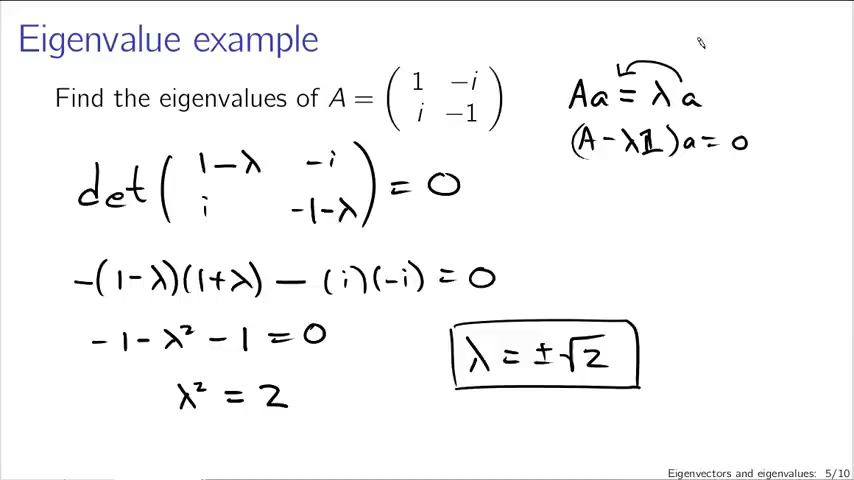 Eigenvalue example
Find the eigenvalues of A = ( 1 −i
i −1 )
Aa = λa
(A − λ𝟙)a = 0
det( 1−λ -i
i -1-λ ) = 0
-(1-λ)(1+λ) - (i)(-i) = 0
-1-λ² -1 = 0
λ² = 2
λ = ±√2
Eigenvectors and eigenvalues: 5/10